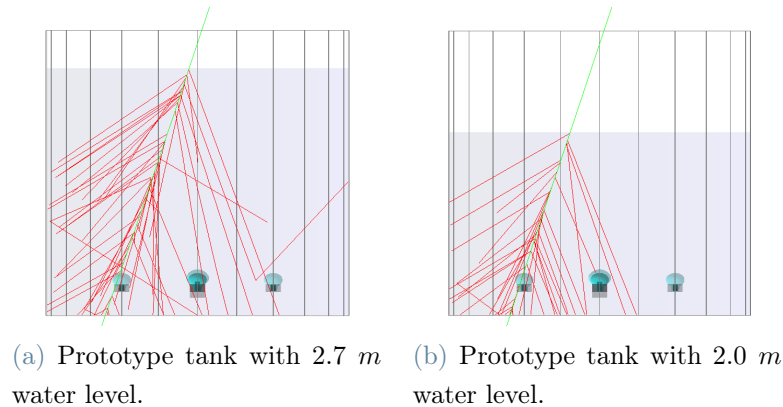 (a) Prototype tank with 2.7 m
water level.
(b) Prototype tank with 2.0 m
water level.